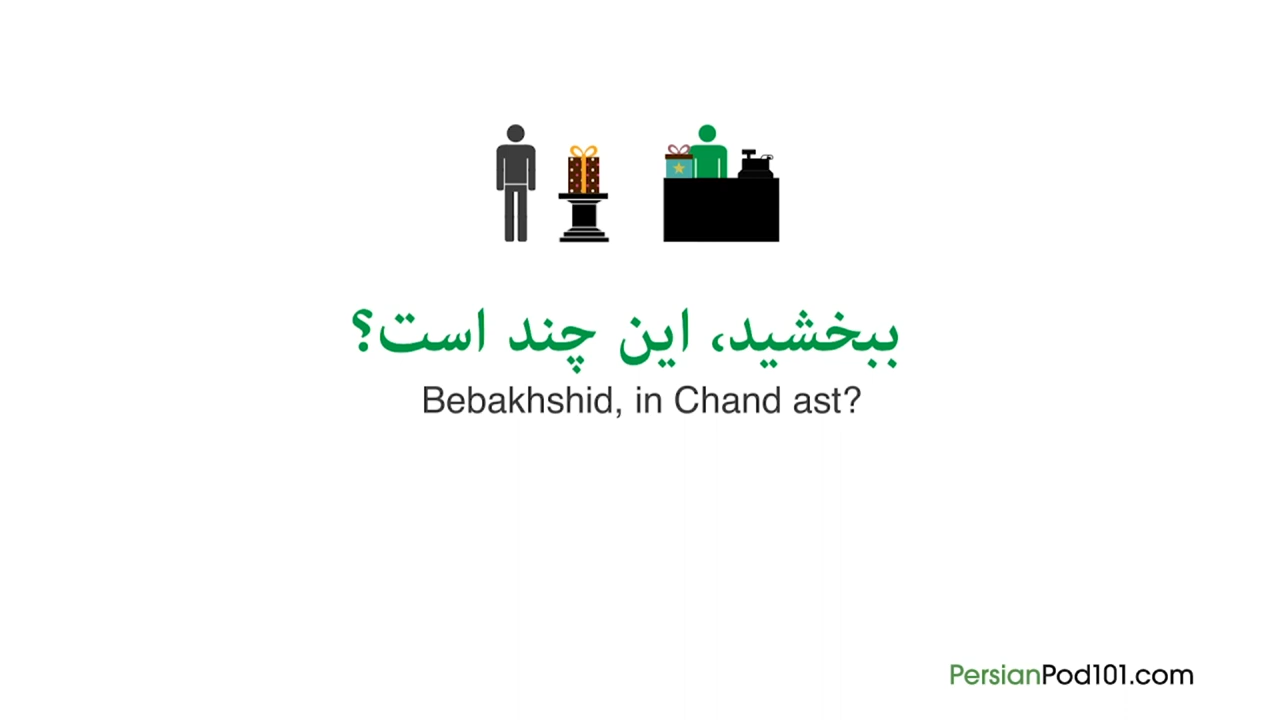 ببخشید، این چند است؟
Bebakhshid, in Chand ast?
PersianPod101.com